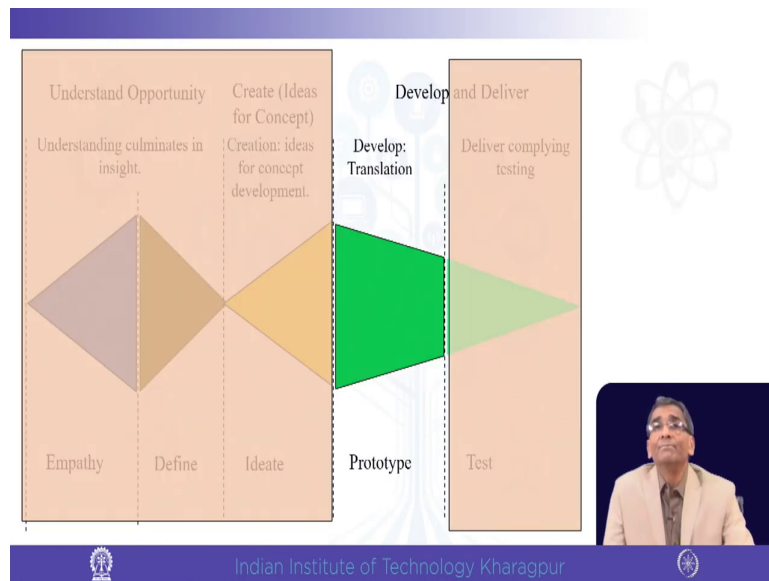 Understand Opportunity
Create (Ideas
for Concept)
Develop and Deliver
Understanding culminates in
insight.
Creation: ideas
for concept
development.
Develop:
Translation
Deliver complying
testing
Empathy
Define
Ideate
Prototype
Test
Indian Institute of Technology Kharagpur